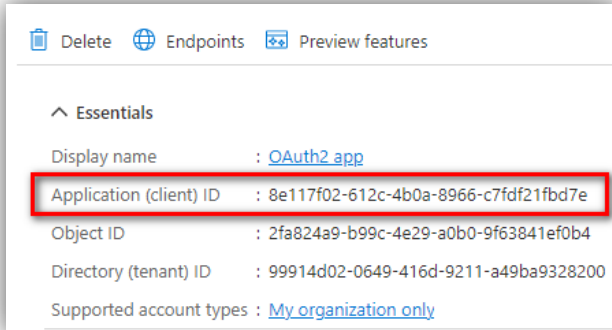 Delete Endpoints Preview features
Essentials
Display name : OAuth2 app
Application (client) ID : 8e117f02-612c-4b0a-8966-c7fdf21fbd7e
Object ID : 2fa824a9-b99c-4e29-a0b0-9f63841ef0b4
Directory (tenant) ID : 99914d02-0649-416d-9211-a49ba9328200
Supported account types : My organization only